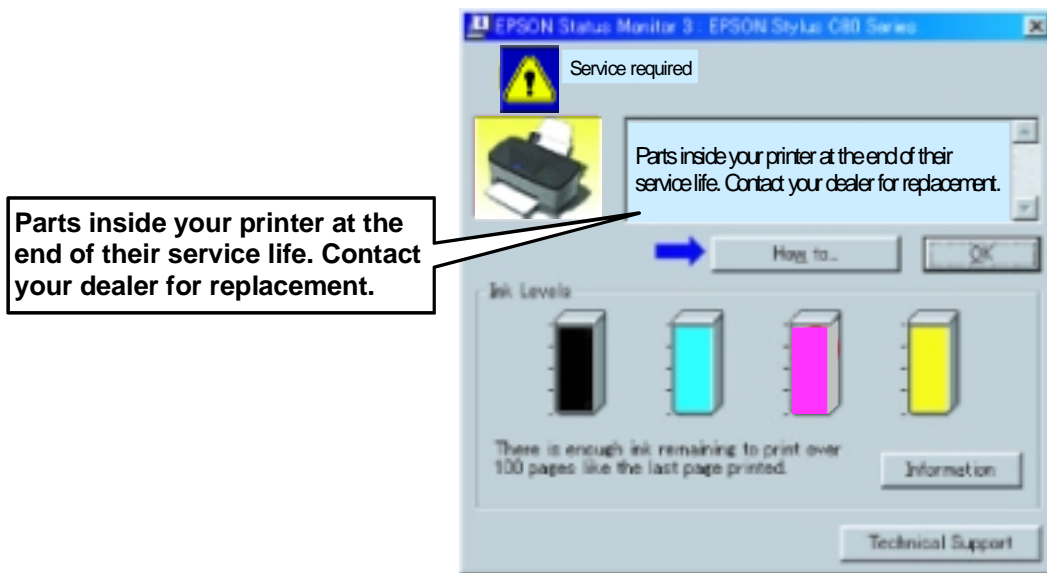 EPSON Status Monitor 3 : EPSON Stylus C80 Series
Service required
Parts inside your printer at the end of their
service life. Contact your dealer for replacement.
Parts inside your printer at the
end of their service life. Contact
your dealer for replacement.
How to...
OK
Ink Levels
There is enough ink remaining to print over
100 pages like the last page printed.
Information
Technical Support